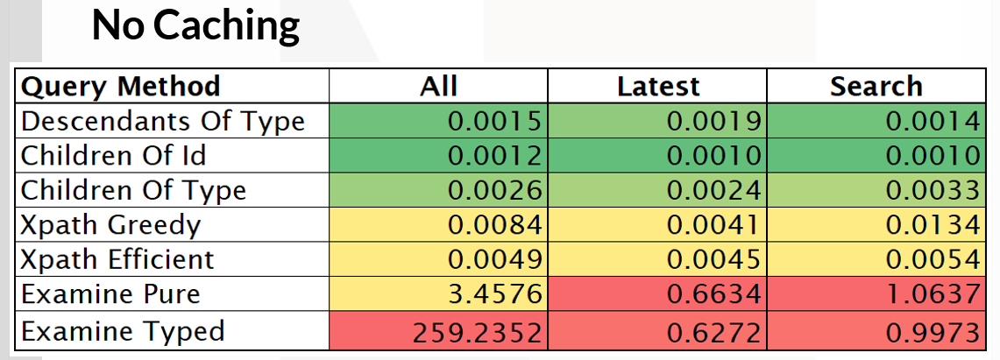 No Caching
Query Method All Latest Search
Descendants Of Type 0.0015 0.0019 0.0014
Children Of Id 0.0012 0.0010 0.0010
Children Of Type 0.0026 0.0024 0.0033
Xpath Greedy 0.0084 0.0041 0.0134
Xpath Efficient 0.0049 0.0045 0.0054
Examine Pure 3.4576 0.6634 1.0637
Examine Typed 259.2352 0.6272 0.9973